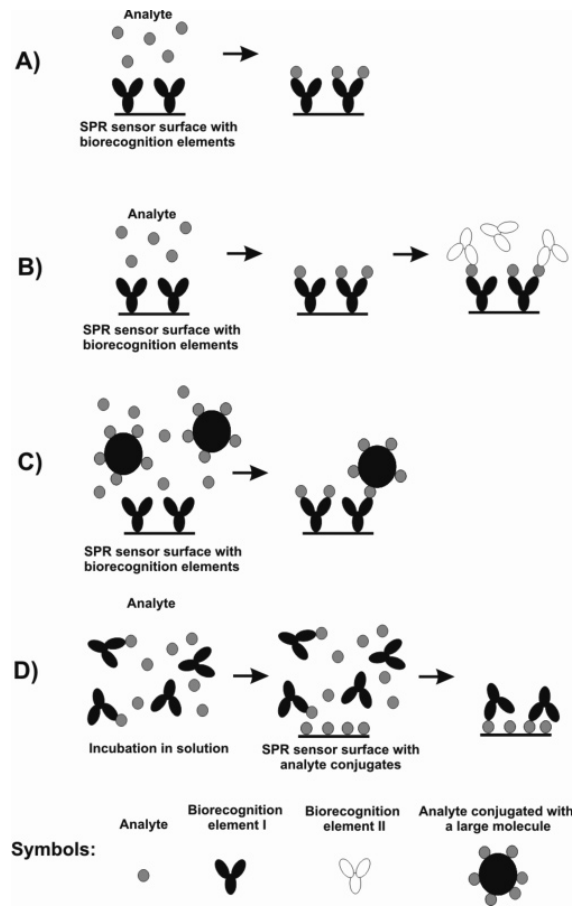 Analyte
A)
SPR sensor surface with
biorecognition elements
Analyte
B)
SPR sensor surface with
biorecognition elements
C)
SPR sensor surface with
biorecognition elements
Analyte
D)
Incubation in solution
SPR sensor surface with
analyte conjugates
Symbols:
Analyte
Biorecognition
element I
Biorecognition
element II
Analyte conjugated with
a large molecule